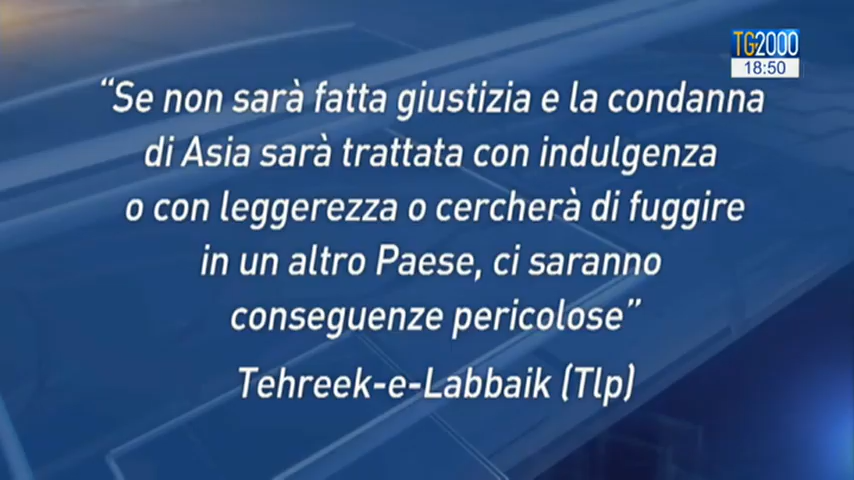 TG2000
18:50
“Se non sarà fatta giustizia e la condanna
di Asia sarà trattata con indulgenza
o con leggerezza o cercherà di fuggire
in un altro Paese, ci saranno
conseguenze pericolose”
Tehreek-e-Labbaik (Tlp)